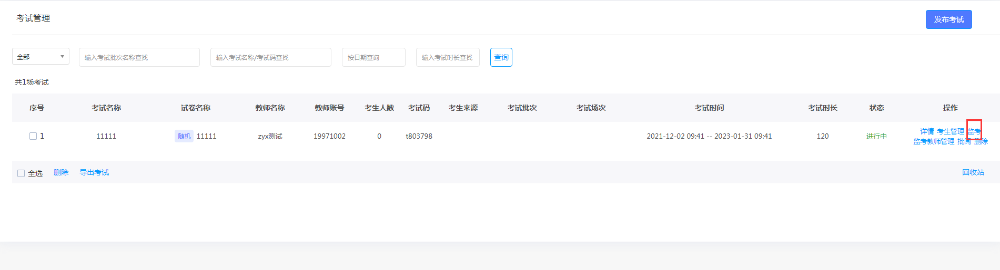 考试管理
发布考试
全部 输入考试批次名称查找 输入考试名称/考试码查找 按日期查询 输入考试时长查找 查询
共1场考试
序号 考试名称 试卷名称 教师名称 教师账号 考生人数 考试码 考生来源 考试批次 考试场次 考试时间 考试时长 状态 操作
1 11111 随机 11111 zyx测试 19971002 0 t803798 2021-12-02 09:41 -- 2023-01-31 09:41 120 进行中 详情 考生管理 监考
监考教师管理 批阅 删除
全选 删除 导出考试 回收站